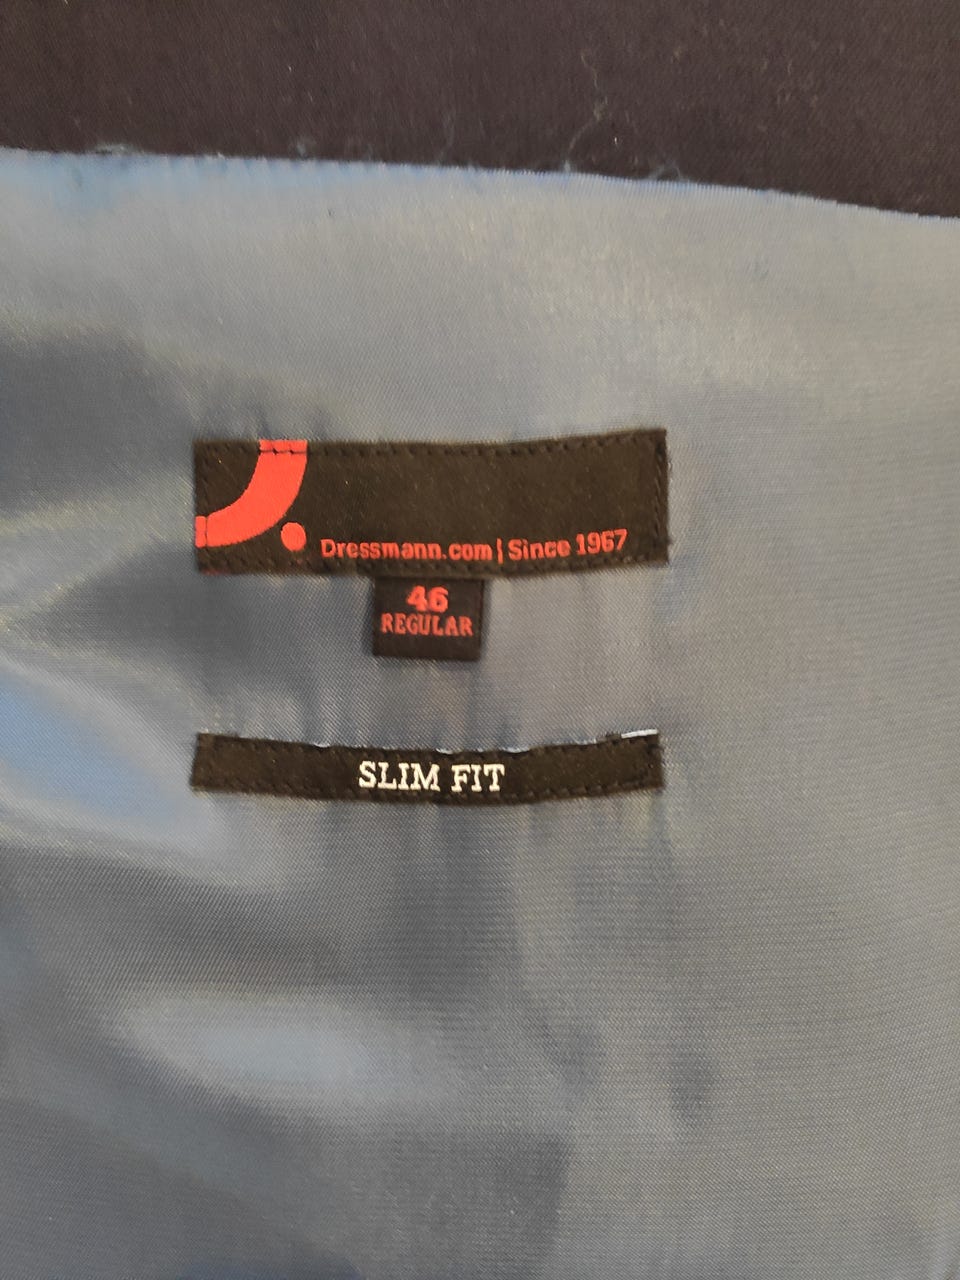 Dressmann.com | Since 1967
46
REGULAR
SLIM FIT